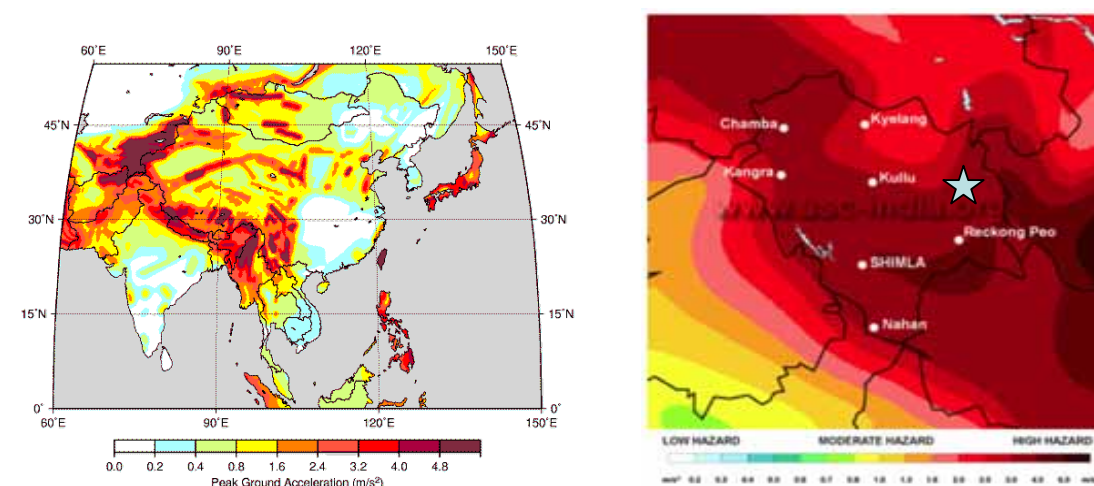 60°E 90°E 120°E 150°E
45°N 45°N
30°N 30°N
15°N 15°N
0° 0°
60°E 90°E 120°E 150°E
0.0 0.2 0.4 0.8 1.6 2.4 3.2 4.0 4.8
Peak Ground Acceleration (m/s²)
Chamba
Kyelang
Kangra
Kullu
Reckong Peo
SHIMLA
Nahan
LOW HAZARD MODERATE HAZARD HIGH HAZARD